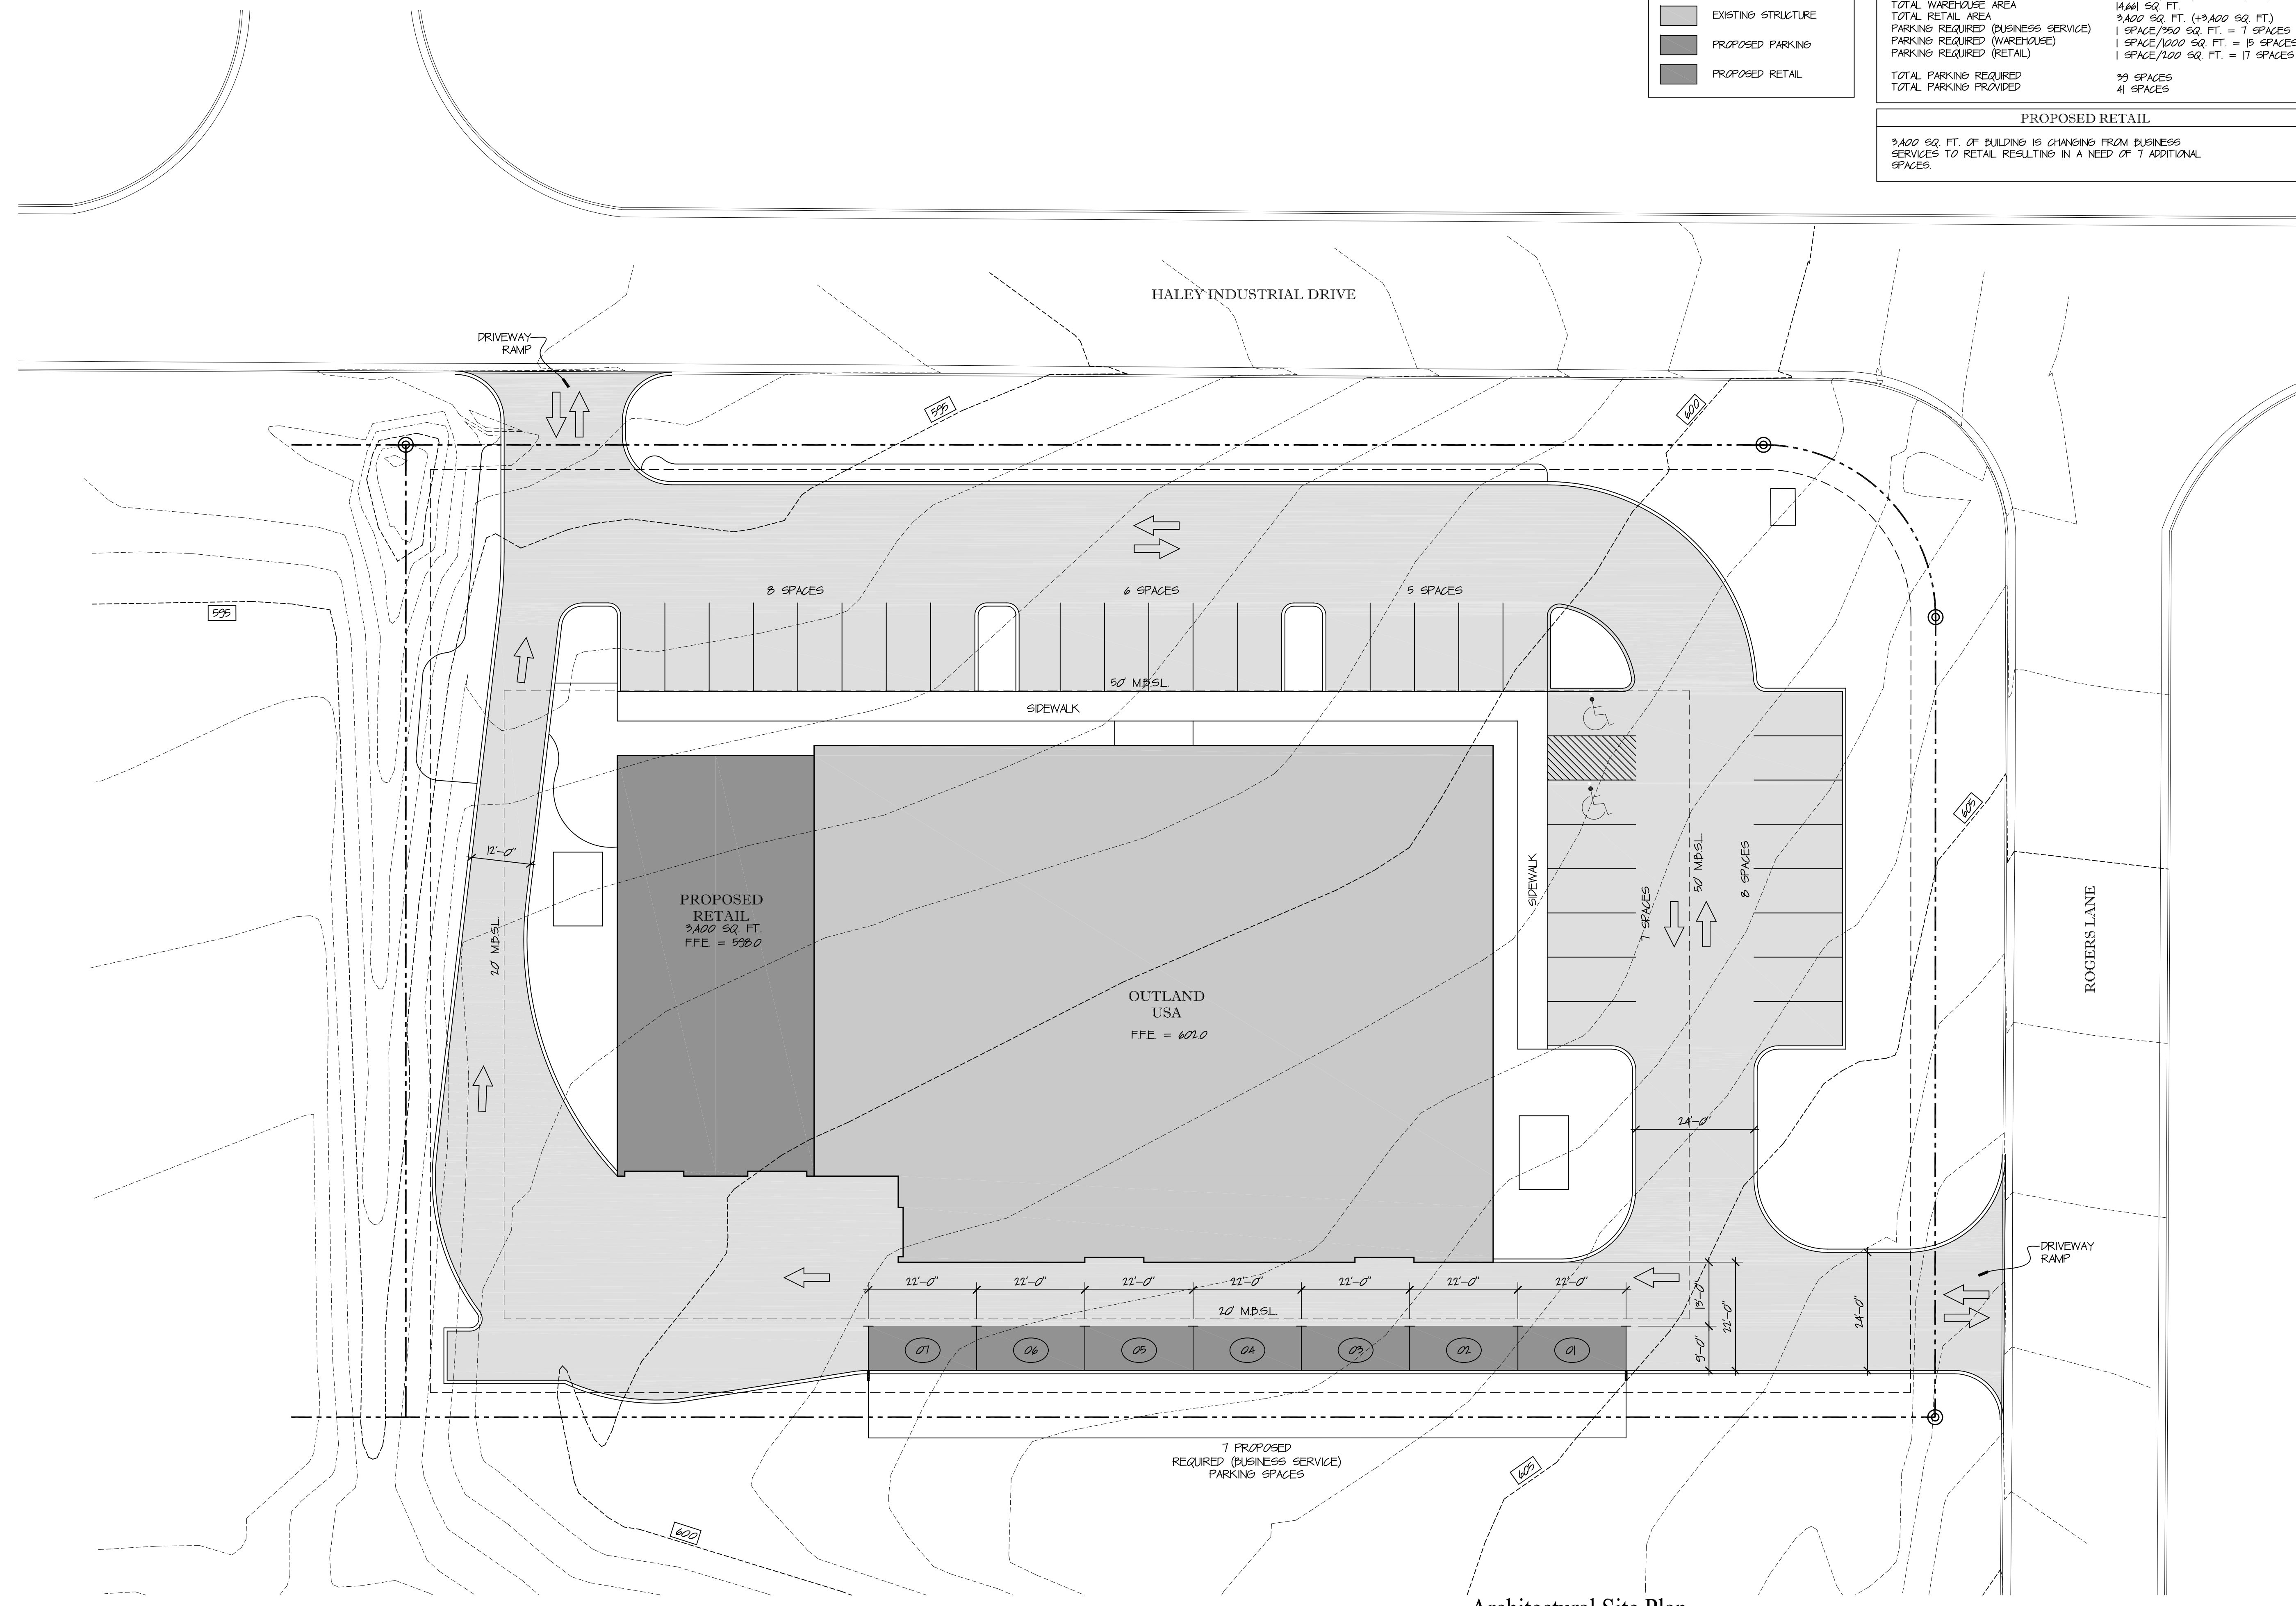 EXISTING STRUCTURE
PROPOSED PARKING
PROPOSED RETAIL
TOTAL WAREHOUSE AREA 14,661 SQ. FT.
TOTAL RETAIL AREA 3,400 SQ. FT. (+3,400 SQ. FT.)
PARKING REQUIRED (BUSINESS SERVICE) 1 SPACE/350 SQ. FT. = 7 SPACES
PARKING REQUIRED (WAREHOUSE) 1 SPACE/1000 SQ. FT. = 15 SPACES
PARKING REQUIRED (RETAIL) 1 SPACE/200 SQ. FT. = 17 SPACES
TOTAL PARKING REQUIRED 39 SPACES
TOTAL PARKING PROVIDED 41 SPACES
PROPOSED RETAIL
3,400 SQ. FT. OF BUILDING IS CHANGING FROM BUSINESS
SERVICES TO RETAIL RESULTING IN A NEED OF 7 ADDITIONAL
SPACES.
HALEY INDUSTRIAL DRIVE
DRIVEWAY
RAMP
595
600
8 SPACES
6 SPACES
5 SPACES
595
50' M.B.S.L.
SIDEWALK
605
12'-0"
SIDEWALK
7 SPACES
50' M.B.S.L.
8 SPACES
20' M.B.S.L.
PROPOSED
RETAIL
3,400 SQ. FT.
F.F.E. = 598.0
ROGERS LANE
OUTLAND
USA
F.F.E. = 602.0
24'-0"
DRIVEWAY
RAMP
22'-0"
22'-0"
22'-0"
22'-0"
22'-0"
22'-0"
22'-0"
13'-0"
22'-0"
24'-0"
9'-0"
20' M.B.S.L.
07
06
05
04
03
02
01
7 PROPOSED
REQUIRED (BUSINESS SERVICE)
PARKING SPACES
605
600
Architectural Site Plan